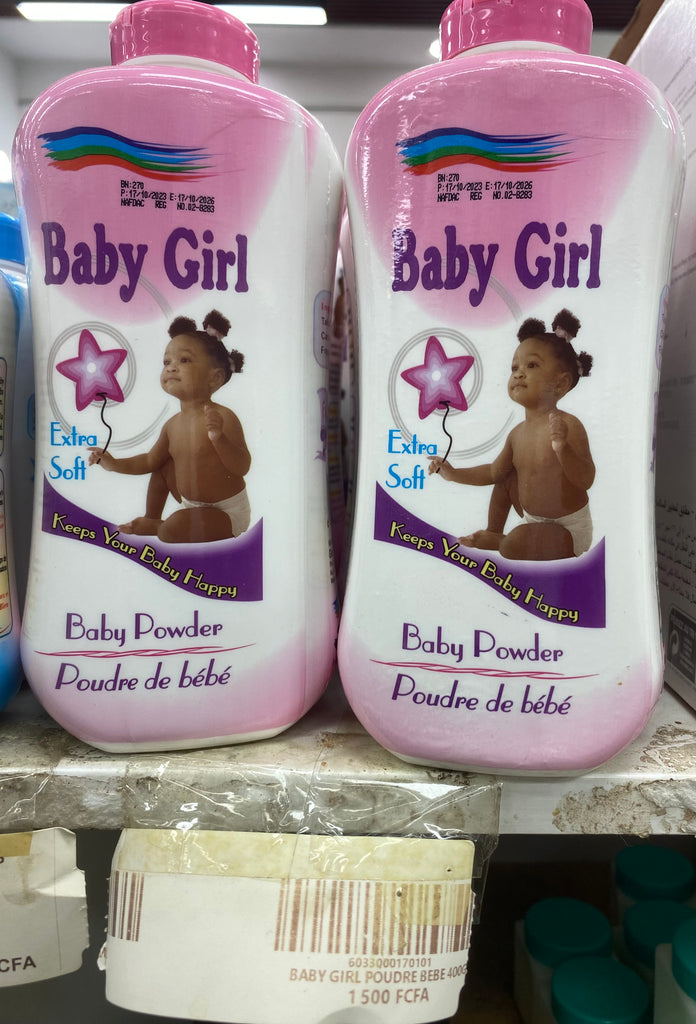 BN:270
P:17/10/2023 E:17/10/2026
NAFDAC REG NO.02-8283
Baby Girl
Extra
Soft
Keeps Your Baby Happy
Baby Powder
Poudre de bébé
BN:270
P:17/10/2023 E:17/10/2026
NAFDAC REG NO.02-8283
Baby Girl
Extra
Soft
Keeps Your Baby Happy
Baby Powder
Poudre de bébé
CFA
6033000170101
BABY GIRL POUDRE BEBE 400G
1 500 FCFA